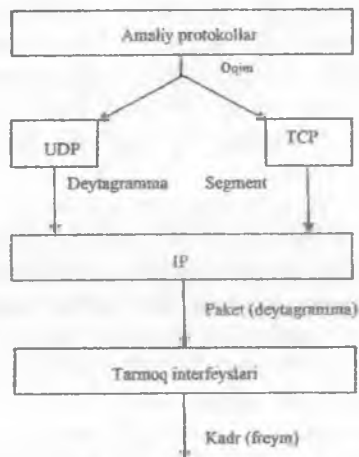 Amaliy protokollar
Oqim
UDP
TCP
Deytagramma
Segment
IP
Paket (deytagramma)
Tarmoq interfeyslari
Kadr (freym)